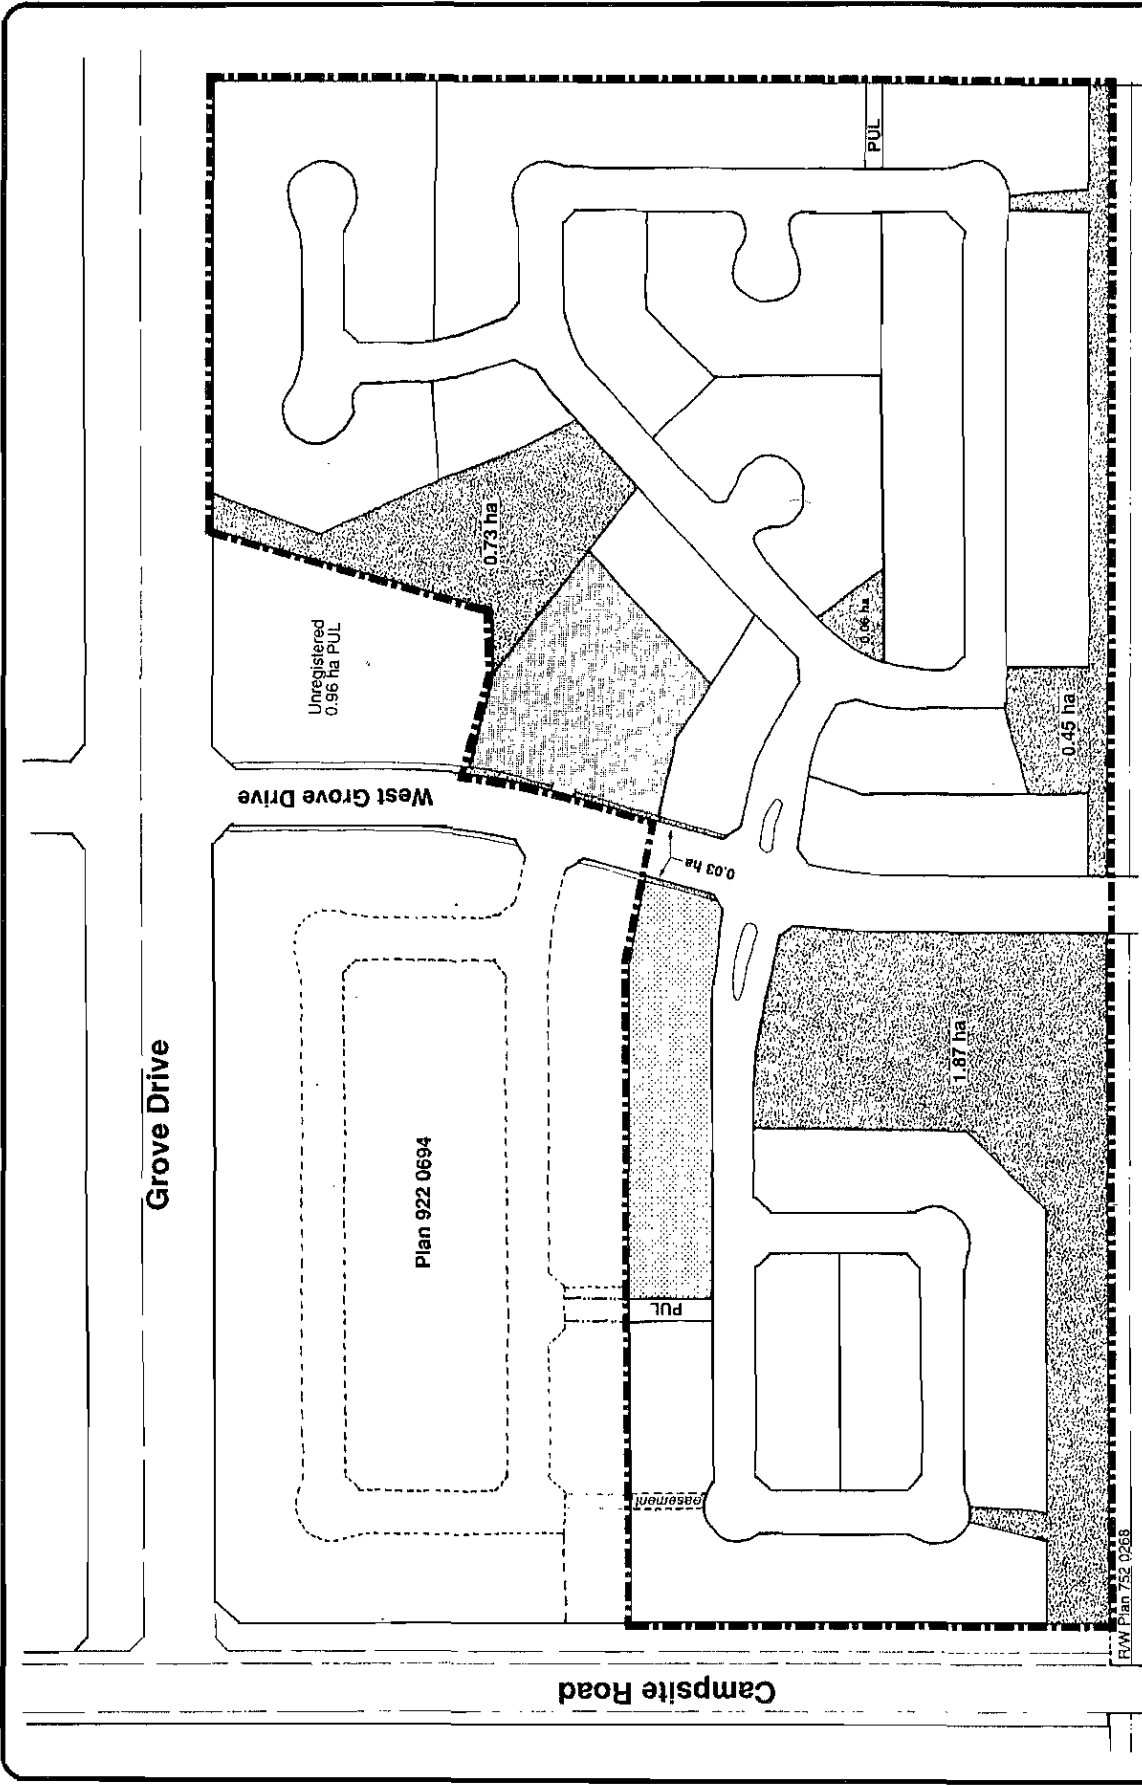 Grove Drive
West Grove Drive
Campsite Road
Unregistered
0.96 ha PUL
Plan 922 0694
0.73 ha
PUL
0.06 ha
0.45 ha
0.03 ha
1.87 ha
PUL
easement
R/W Plan 752 0268